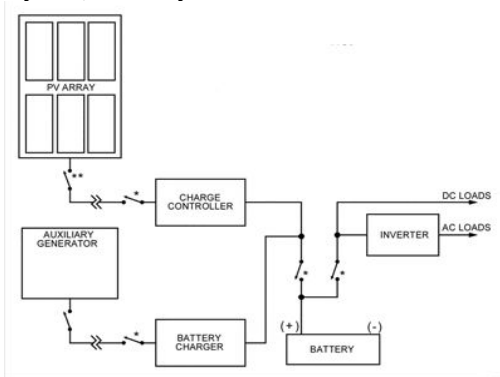 PV ARRAY
**
*
CHARGE
CONTROLLER
DC LOADS
AC LOADS
INVERTER
AUXILIARY
GENERATOR
*
*
*
BATTERY
CHARGER
(+)
(-)
BATTERY